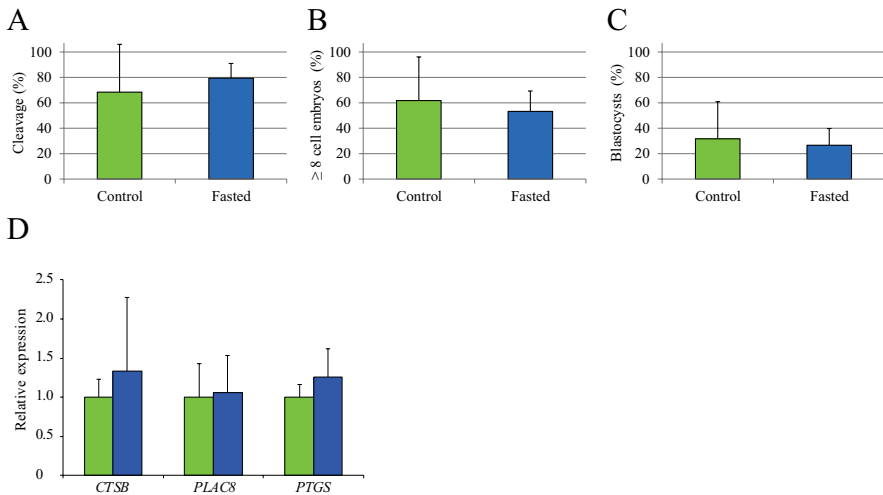 A
Cleavage (%)
100
80
60
40
20
0
Control Fasted
B
≥ 8 cell embryos (%)
100
80
60
40
20
0
Control Fasted
C
Blastocysts (%)
100
80
60
40
20
0
Control Fasted
D
Relative expression
2.5
2.0
1.5
1.0
0.5
0
CTSB PLAC8 PTGS